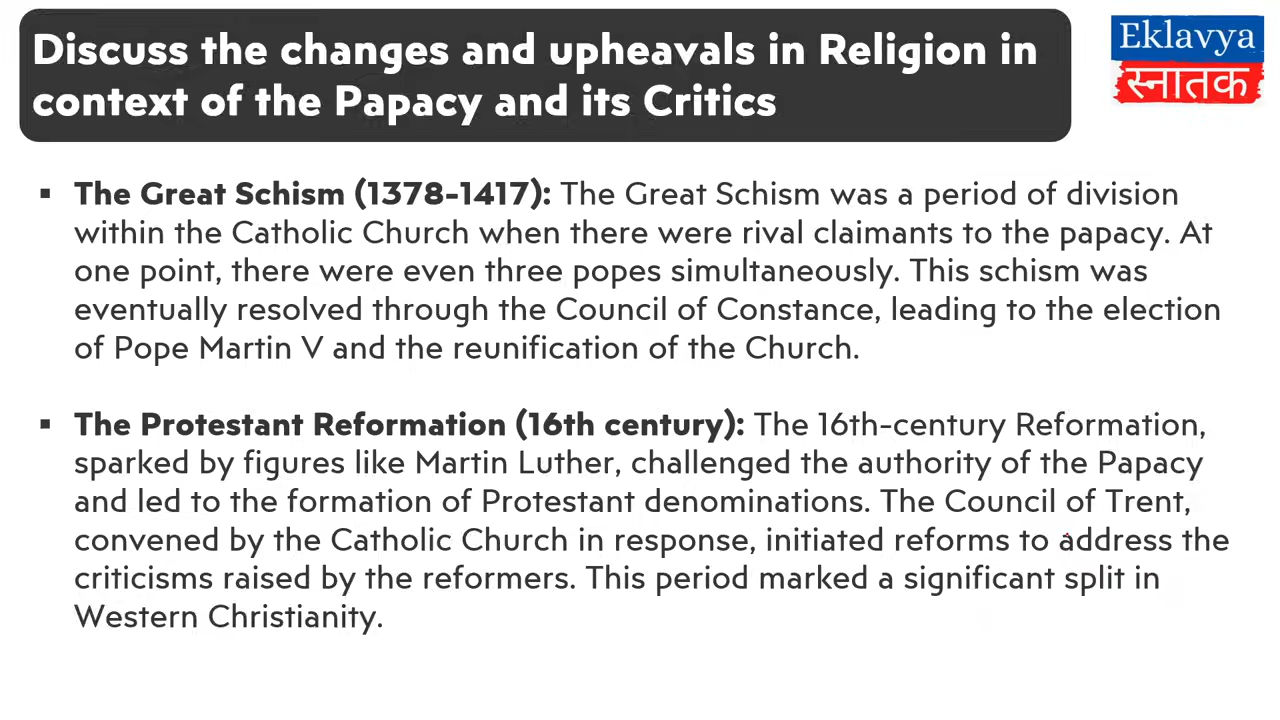 Discuss the changes and upheavals in Religion in
context of the Papacy and its Critics
Eklavya
स्नातक
▪ The Great Schism (1378-1417): The Great Schism was a period of division
within the Catholic Church when there were rival claimants to the papacy. At
one point, there were even three popes simultaneously. This schism was
eventually resolved through the Council of Constance, leading to the election
of Pope Martin V and the reunification of the Church.
▪ The Protestant Reformation (16th century): The 16th-century Reformation,
sparked by figures like Martin Luther, challenged the authority of the Papacy
and led to the formation of Protestant denominations. The Council of Trent,
convened by the Catholic Church in response, initiated reforms to address the
criticisms raised by the reformers. This period marked a significant split in
Western Christianity.